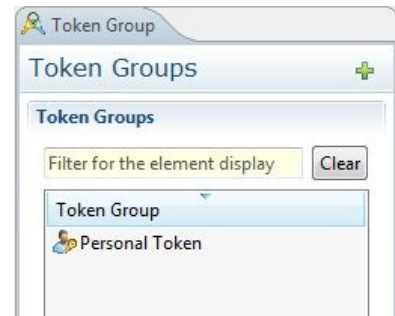 Token Group
Token Groups
Token Groups
Filter for the element display Clear
Token Group
Personal Token